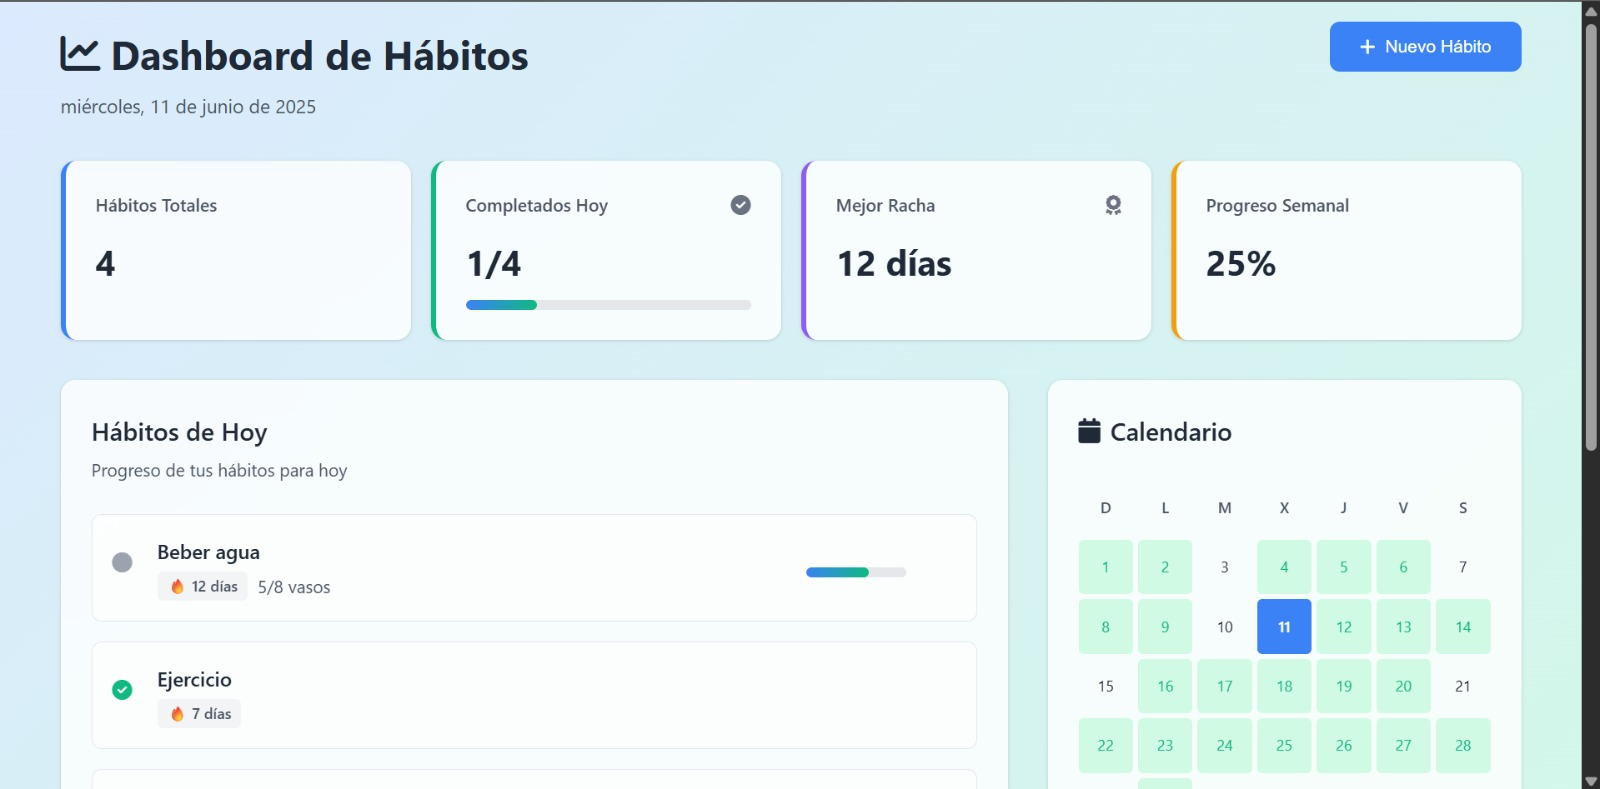 Dashboard de Hábitos
Nuevo Hábito
miércoles, 11 de junio de 2025
Hábitos Totales
4
Completados Hoy
1/4
Mejor Racha
12 días
Progreso Semanal
25%
Hábitos de Hoy
Progreso de tus hábitos para hoy
Beber agua
12 días 5/8 vasos
Ejercicio
7 días
Calendario
D L M X J V S
1 2 3 4 5 6 7
8 9 10 11 12 13 14
15 16 17 18 19 20 21
22 23 24 25 26 27 28